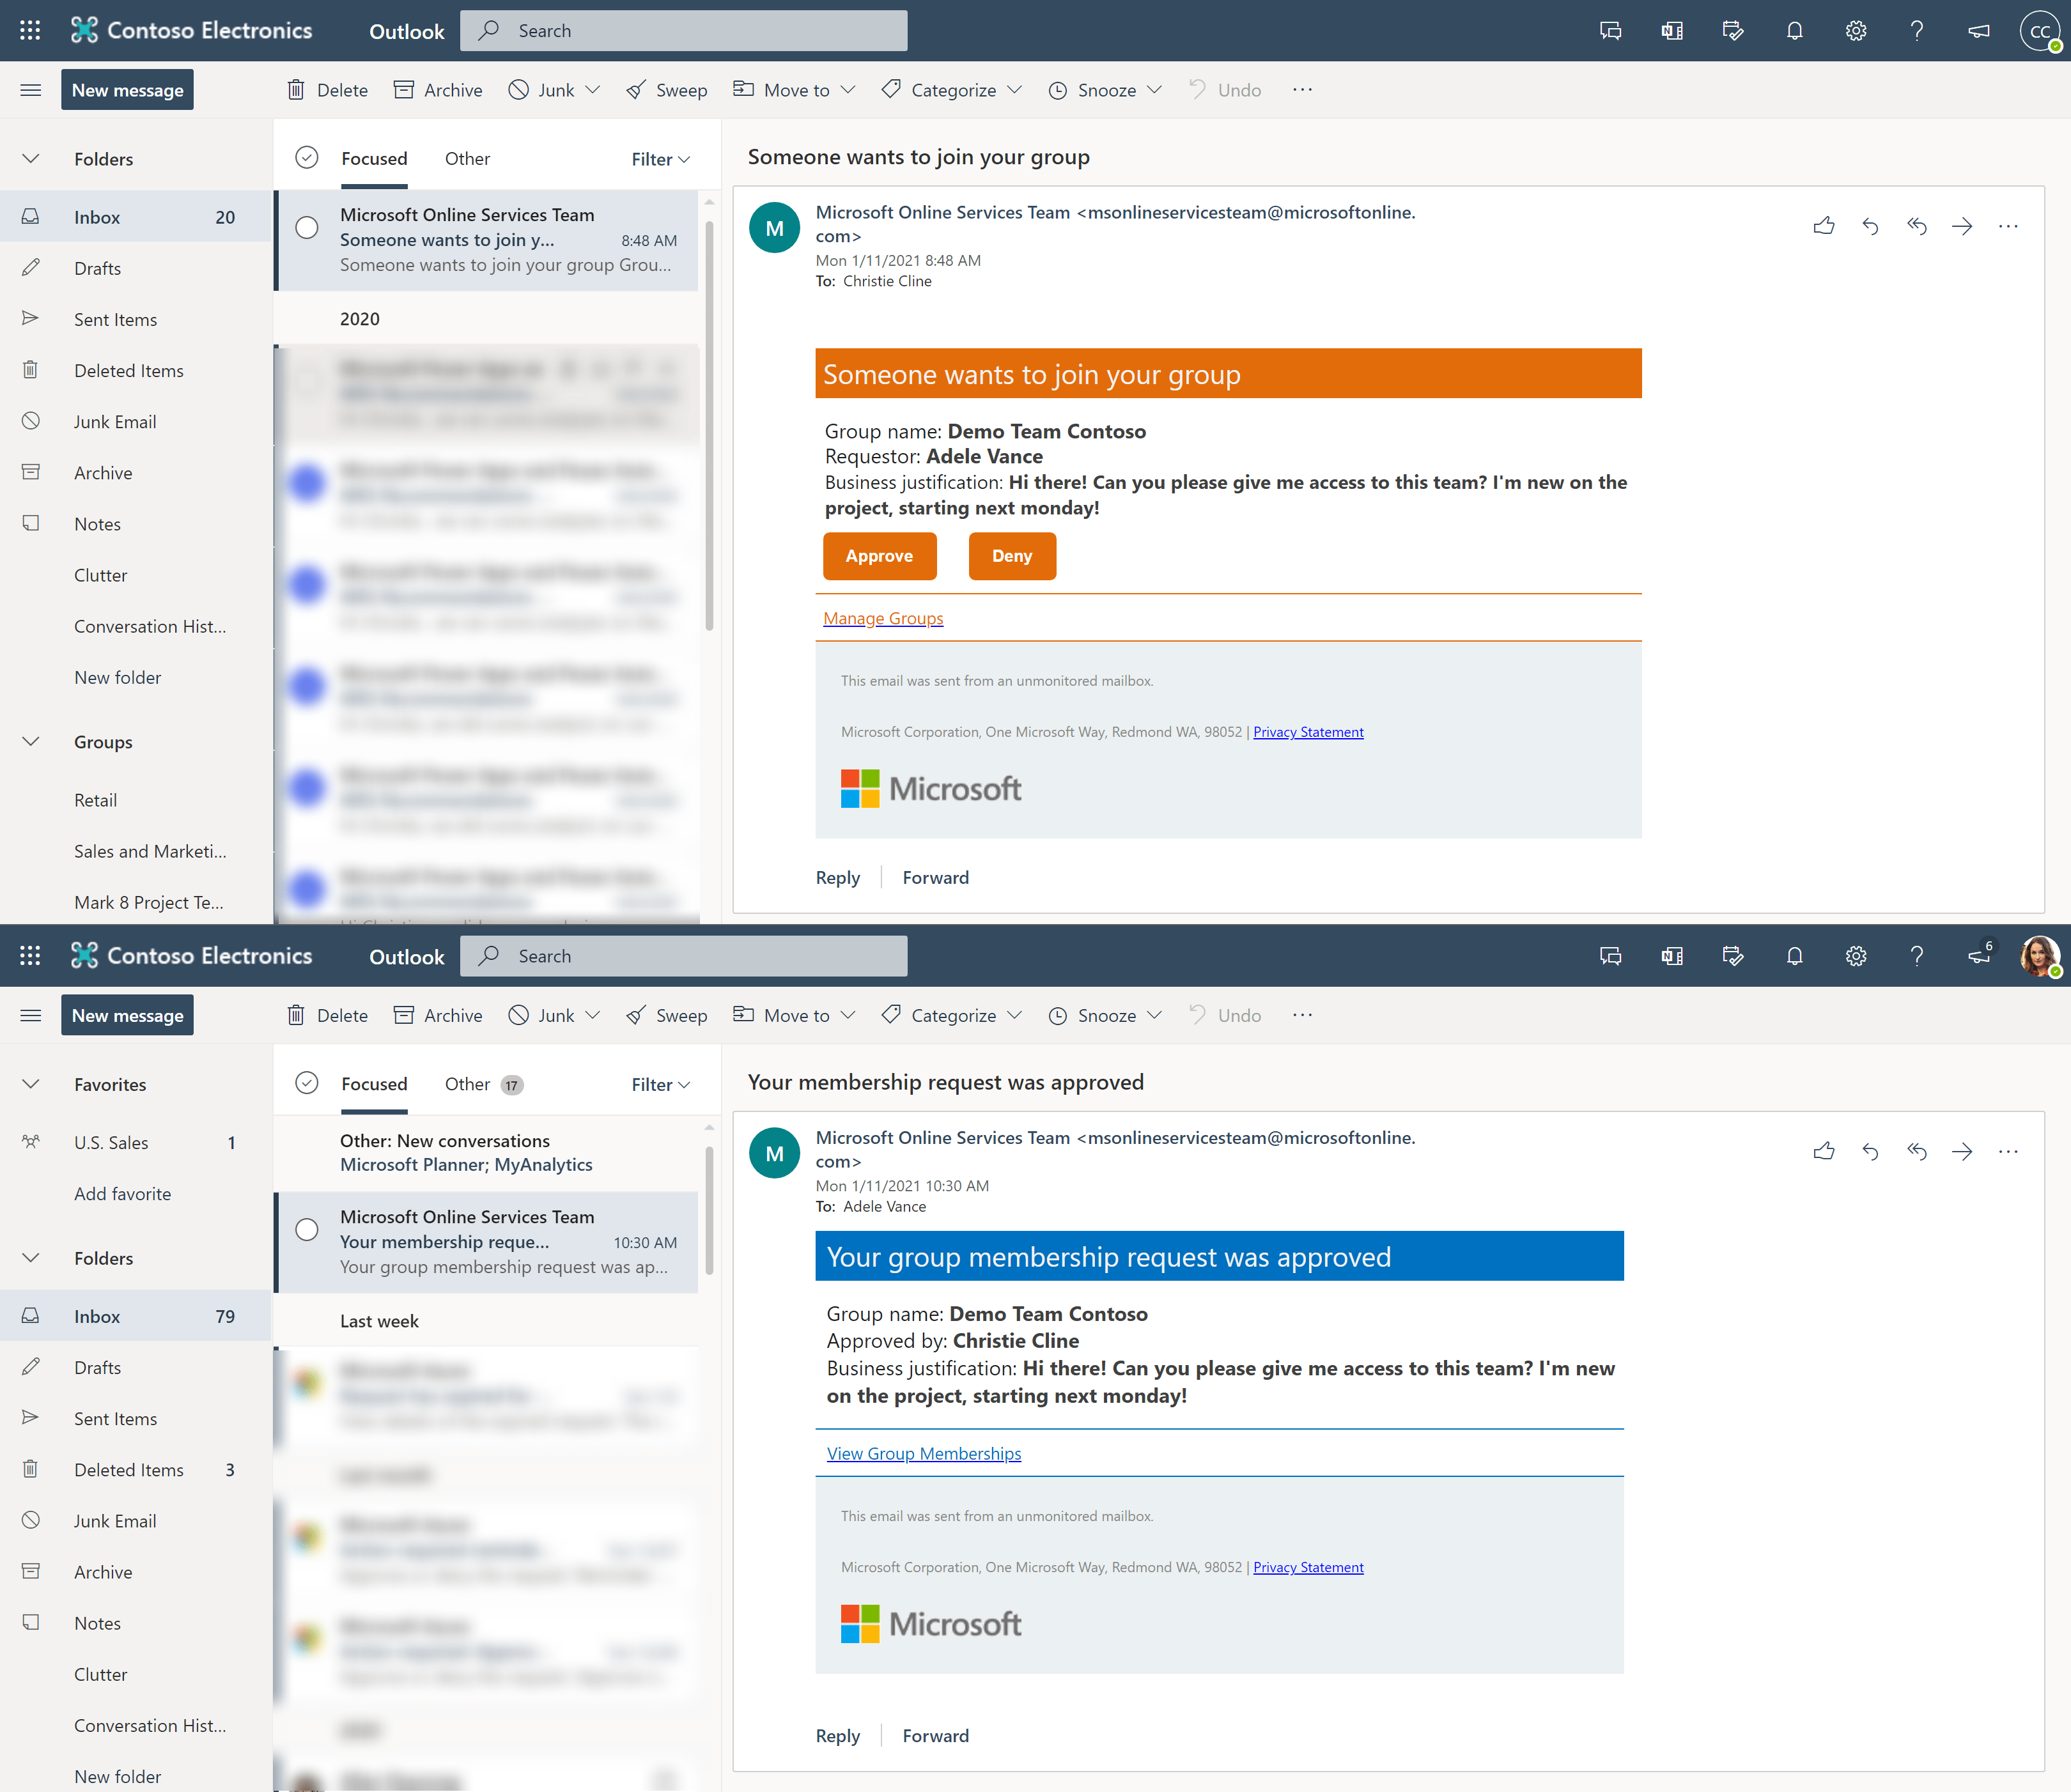 Contoso Electronics
Outlook
Search
CC
New message
Delete
Archive
Junk
Sweep
Move to
Categorize
Snooze
Undo
Folders
Inbox 20
Drafts
Sent Items
Deleted Items
Junk Email
Archive
Notes
Clutter
Conversation Hist...
New folder
Groups
Retail
Sales and Marketi...
Mark 8 Project Te...
Focused
Other
Filter
Microsoft Online Services Team
Someone wants to join y... 8:48 AM
Someone wants to join your group Grou...
2020
Someone wants to join your group
M
Microsoft Online Services Team <msonlineservicesteam@microsoftonline.
com>
Mon 1/11/2021 8:48 AM
To: Christie Cline
Someone wants to join your group
Group name: Demo Team Contoso
Requestor: Adele Vance
Business justification: Hi there! Can you please give me access to this team? I'm new on the
project, starting next monday!
Approve
Deny
Manage Groups
This email was sent from an unmonitored mailbox.
Microsoft Corporation, One Microsoft Way, Redmond WA, 98052 | Privacy Statement
Microsoft
Reply
Forward
Contoso Electronics
Outlook
Search
6
New message
Delete
Archive
Junk
Sweep
Move to
Categorize
Snooze
Undo
Favorites
U.S. Sales 1
Add favorite
Folders
Inbox 79
Drafts
Sent Items
Deleted Items 3
Junk Email
Archive
Notes
Clutter
Conversation Hist...
New folder
Focused
Other 17
Filter
Other: New conversations
Microsoft Planner; MyAnalytics
Microsoft Online Services Team
Your membership reque... 10:30 AM
Your group membership request was ap...
Last week
Your membership request was approved
M
Microsoft Online Services Team <msonlineservicesteam@microsoftonline.
com>
Mon 1/11/2021 10:30 AM
To: Adele Vance
Your group membership request was approved
Group name: Demo Team Contoso
Approved by: Christie Cline
Business justification: Hi there! Can you please give me access to this team? I'm new
on the project, starting next monday!
View Group Memberships
This email was sent from an unmonitored mailbox.
Microsoft Corporation, One Microsoft Way, Redmond WA, 98052 | Privacy Statement
Microsoft
Reply
Forward